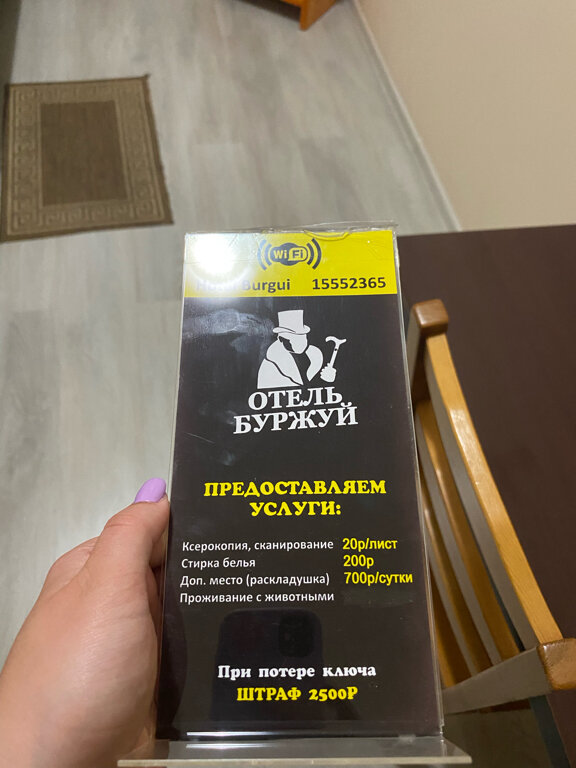 WiFi
Burgui 15552365
ОТЕЛЬ
БУРЖУЙ
ПРЕДОСТАВЛЯЕМ
УСЛУГИ:
Ксерокопия, сканирование 20р/лист
Стирка белья 200р
Доп. место (раскладушка) 700р/сутки
Проживание с животными
При потере ключа
ШТРАФ 2500₽